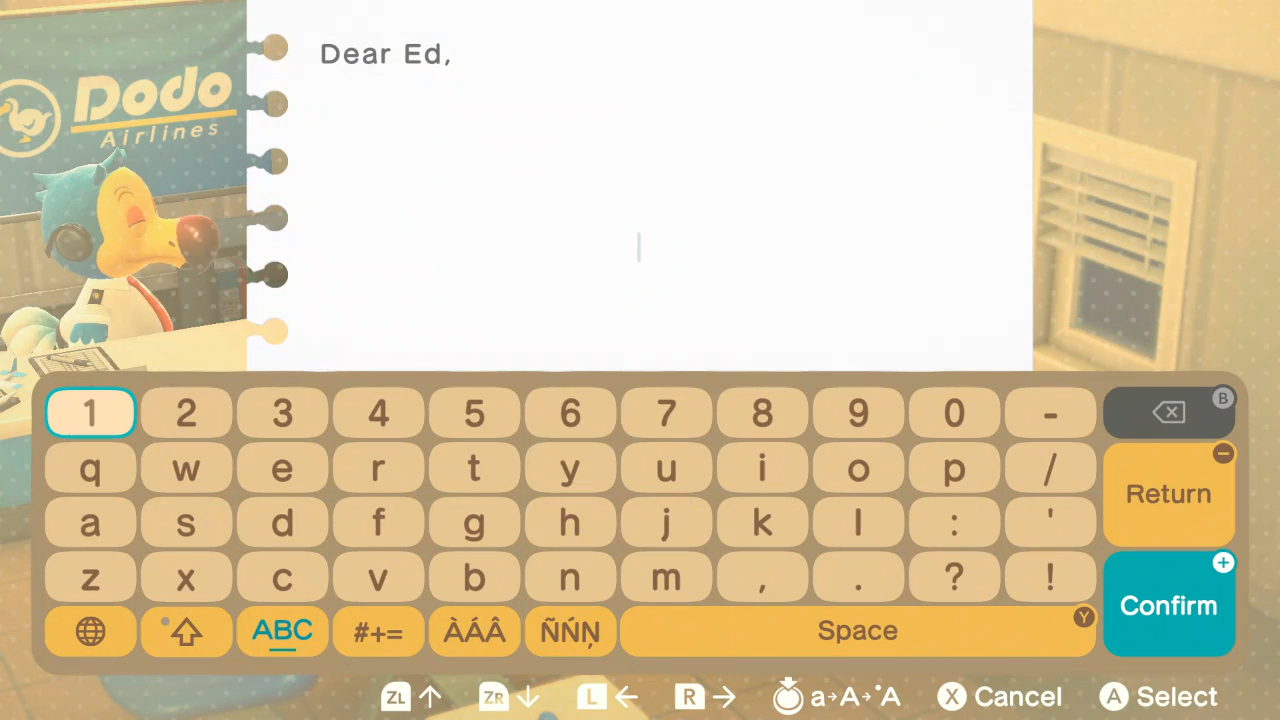 Dear Ed,
Dodo
Airlines
1 2 3 4 5 6 7 8 9 0 - B
q w e r t y u i o p / Return
a s d f g h j k l : '
z x c v b n m , . ? ! Confirm
ABC #+= ÀÁÂ ÑŃŅ Space Y
ZL ↑ ZR ↓ L ← R → a→A→•A X Cancel A Select